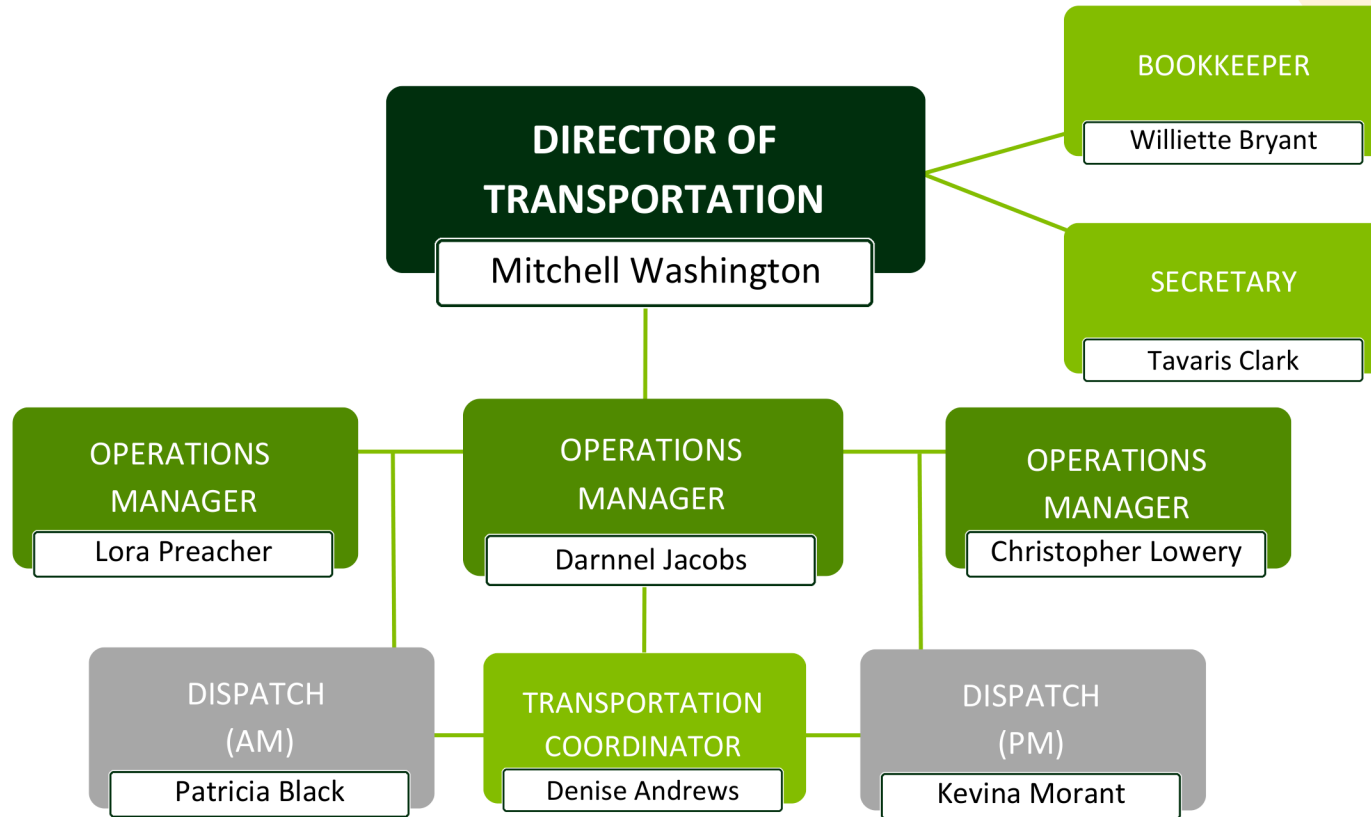 BOOKKEEPER
Williette Bryant
DIRECTOR OF
TRANSPORTATION
Mitchell Washington
SECRETARY
Tavaris Clark
OPERATIONS
MANAGER
Lora Preacher
OPERATIONS
MANAGER
Darnnel Jacobs
OPERATIONS
MANAGER
Christopher Lowery
DISPATCH
(AM)
Patricia Black
TRANSPORTATION
COORDINATOR
Denise Andrews
DISPATCH
(PM)
Kevina Morant